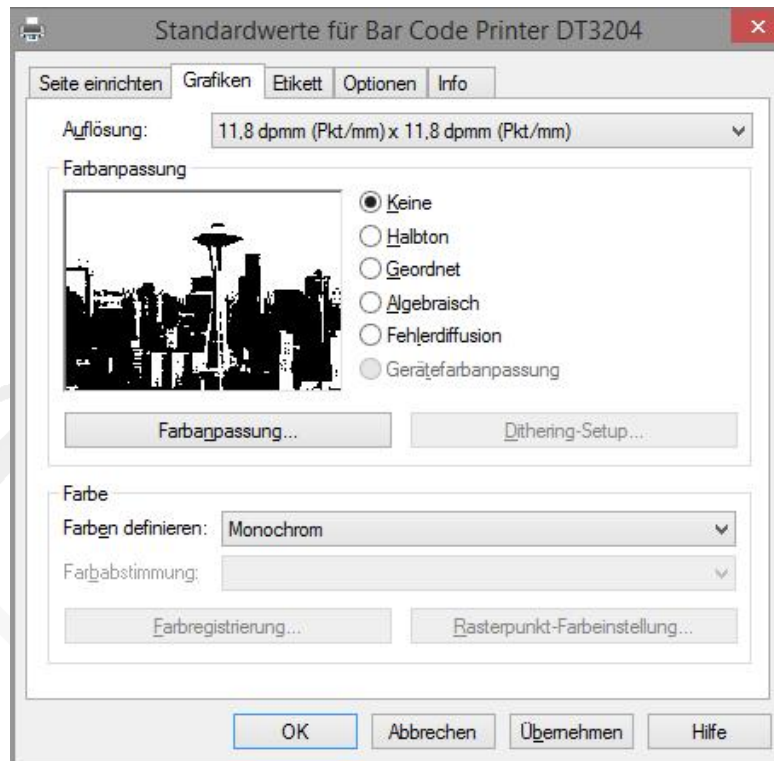 Standardwerte für Bar Code Printer DT3204
Seite einrichten Grafiken Etikett Optionen Info
Auflösung: 11,8 dpmm (Pkt/mm) x 11,8 dpmm (Pkt/mm)
Farbanpassung
Keine
Halbton
Geordnet
Algebraisch
Fehlerdiffusion
Gerätefarbanpassung
Farbanpassung... Dithering-Setup...
Farbe
Farben definieren: Monochrom
Farbabstimmung:
Farbregistrierung... Rasterpunkt-Farbeinstellung...
OK Abbrechen Übernehmen Hilfe